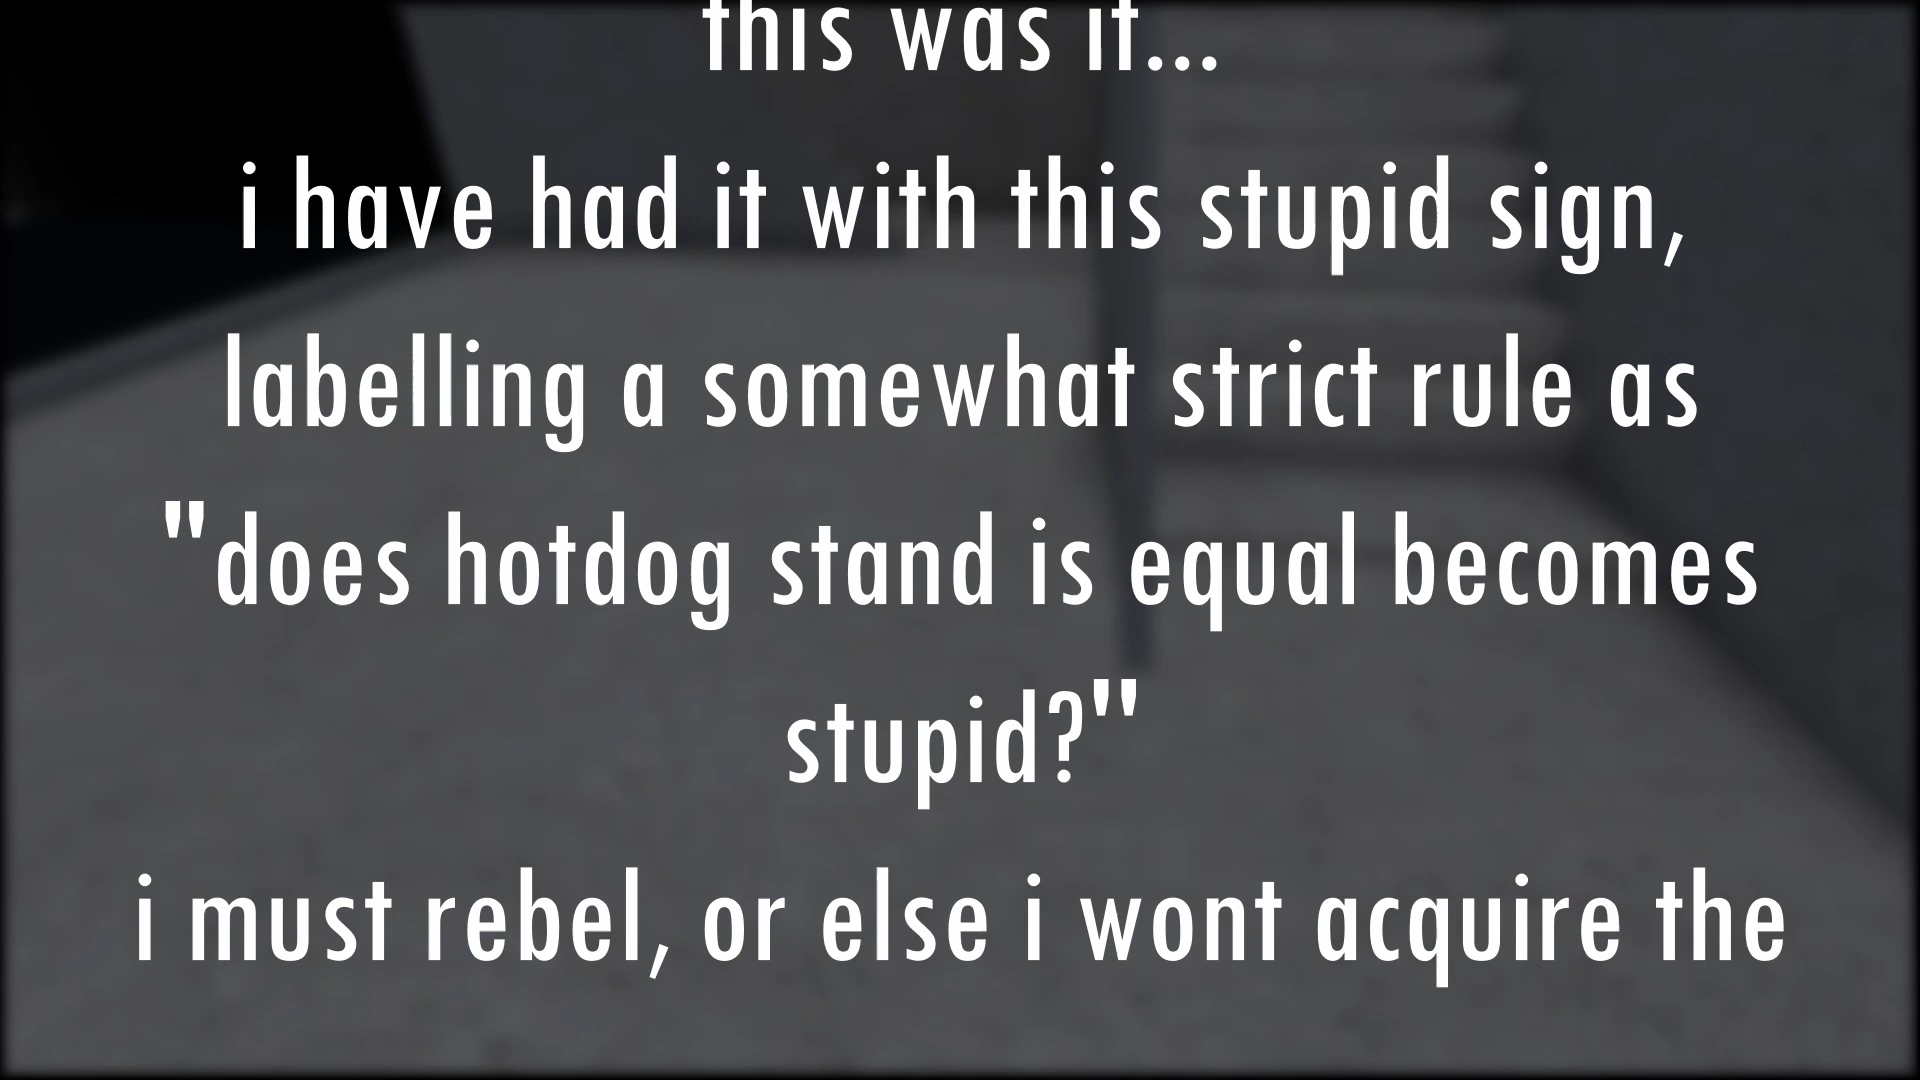 this was it...
i have had it with this stupid sign,
labelling a somewhat strict rule as
"does hotdog stand is equal becomes
stupid?"
i must rebel, or else i wont acquire the